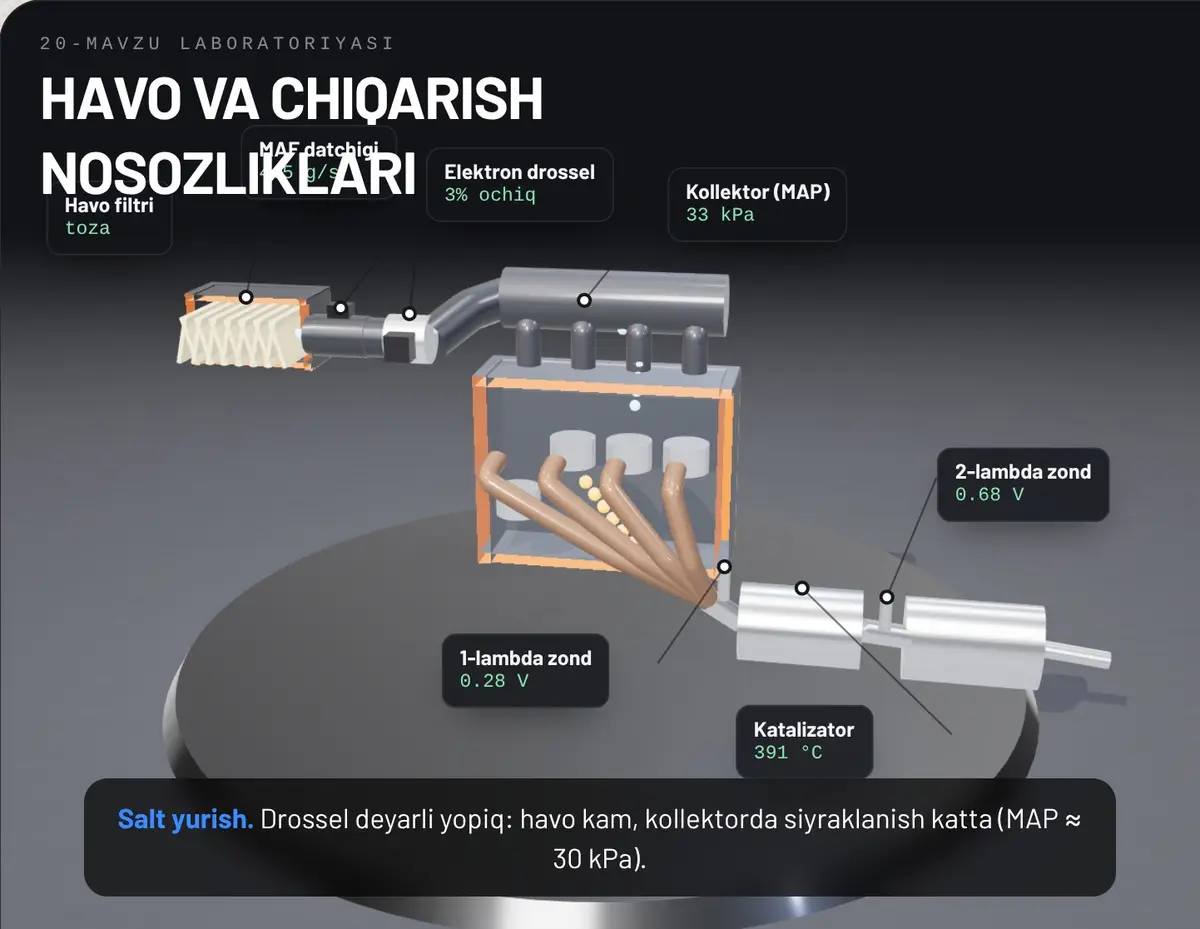 20-MAVZU LABORATORIYASI
HAVO VA CHIQARISH
NOSOZLIKLARI
MAF datchigi
g/s
Elektron drossel
3% ochiq
Kollektor (MAP)
33 kPa
Havo filtri
toza
2-lambda zond
0.68 V
1-lambda zond
0.28 V
Katalizator
391 °C
Salt yurish. Drossel deyarli yopiq: havo kam, kollektorda siyraklanish katta (MAP ≈
30 kPa).